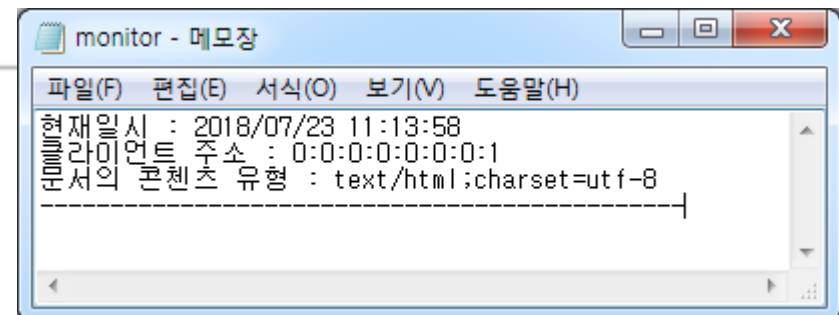 monitor - 메모장
파일(F) 편집(E) 서식(O) 보기(V) 도움말(H)
현재일시 : 2018/07/23 11:13:58
클라이언트 주소 : 0:0:0:0:0:0:0:1
문서의 콘첸츠 유형 : text/html;charset=utf-8
------------------------------------------------